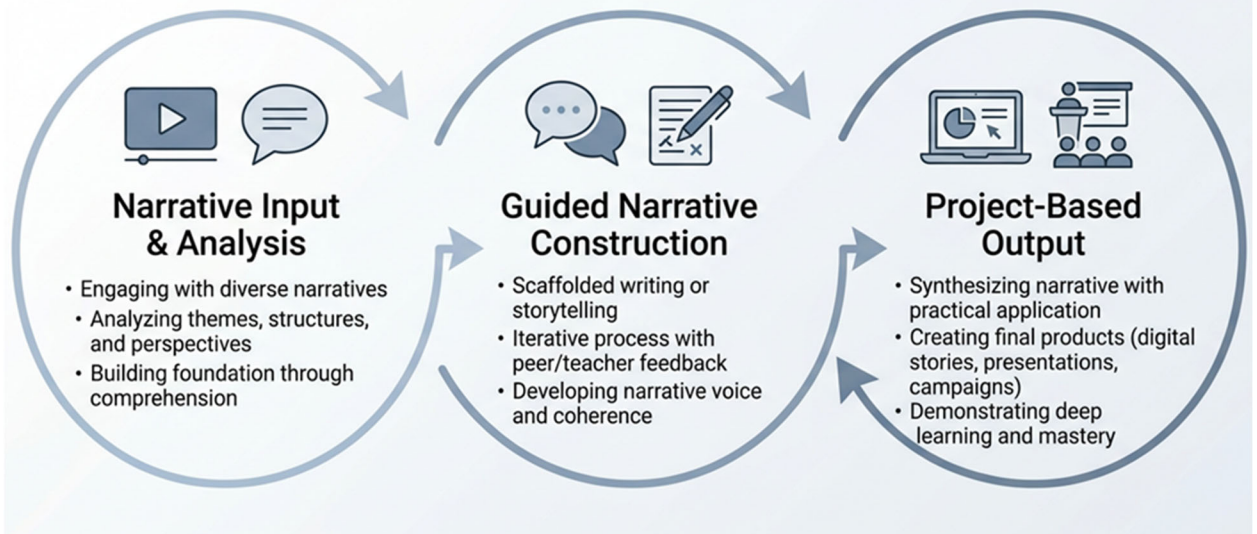 Narrative Input
& Analysis
• Engaging with diverse narratives
• Analyzing themes, structures,
and perspectives
• Building foundation through
comprehension
Guided Narrative
Construction
• Scaffolded writing or
storytelling
• Iterative process with
peer/teacher feedback
• Developing narrative voice
and coherence
Project-Based
Output
• Synthesizing narrative with
practical application
• Creating final products (digital
stories, presentations,
campaigns)
• Demonstrating deep
learning and mastery